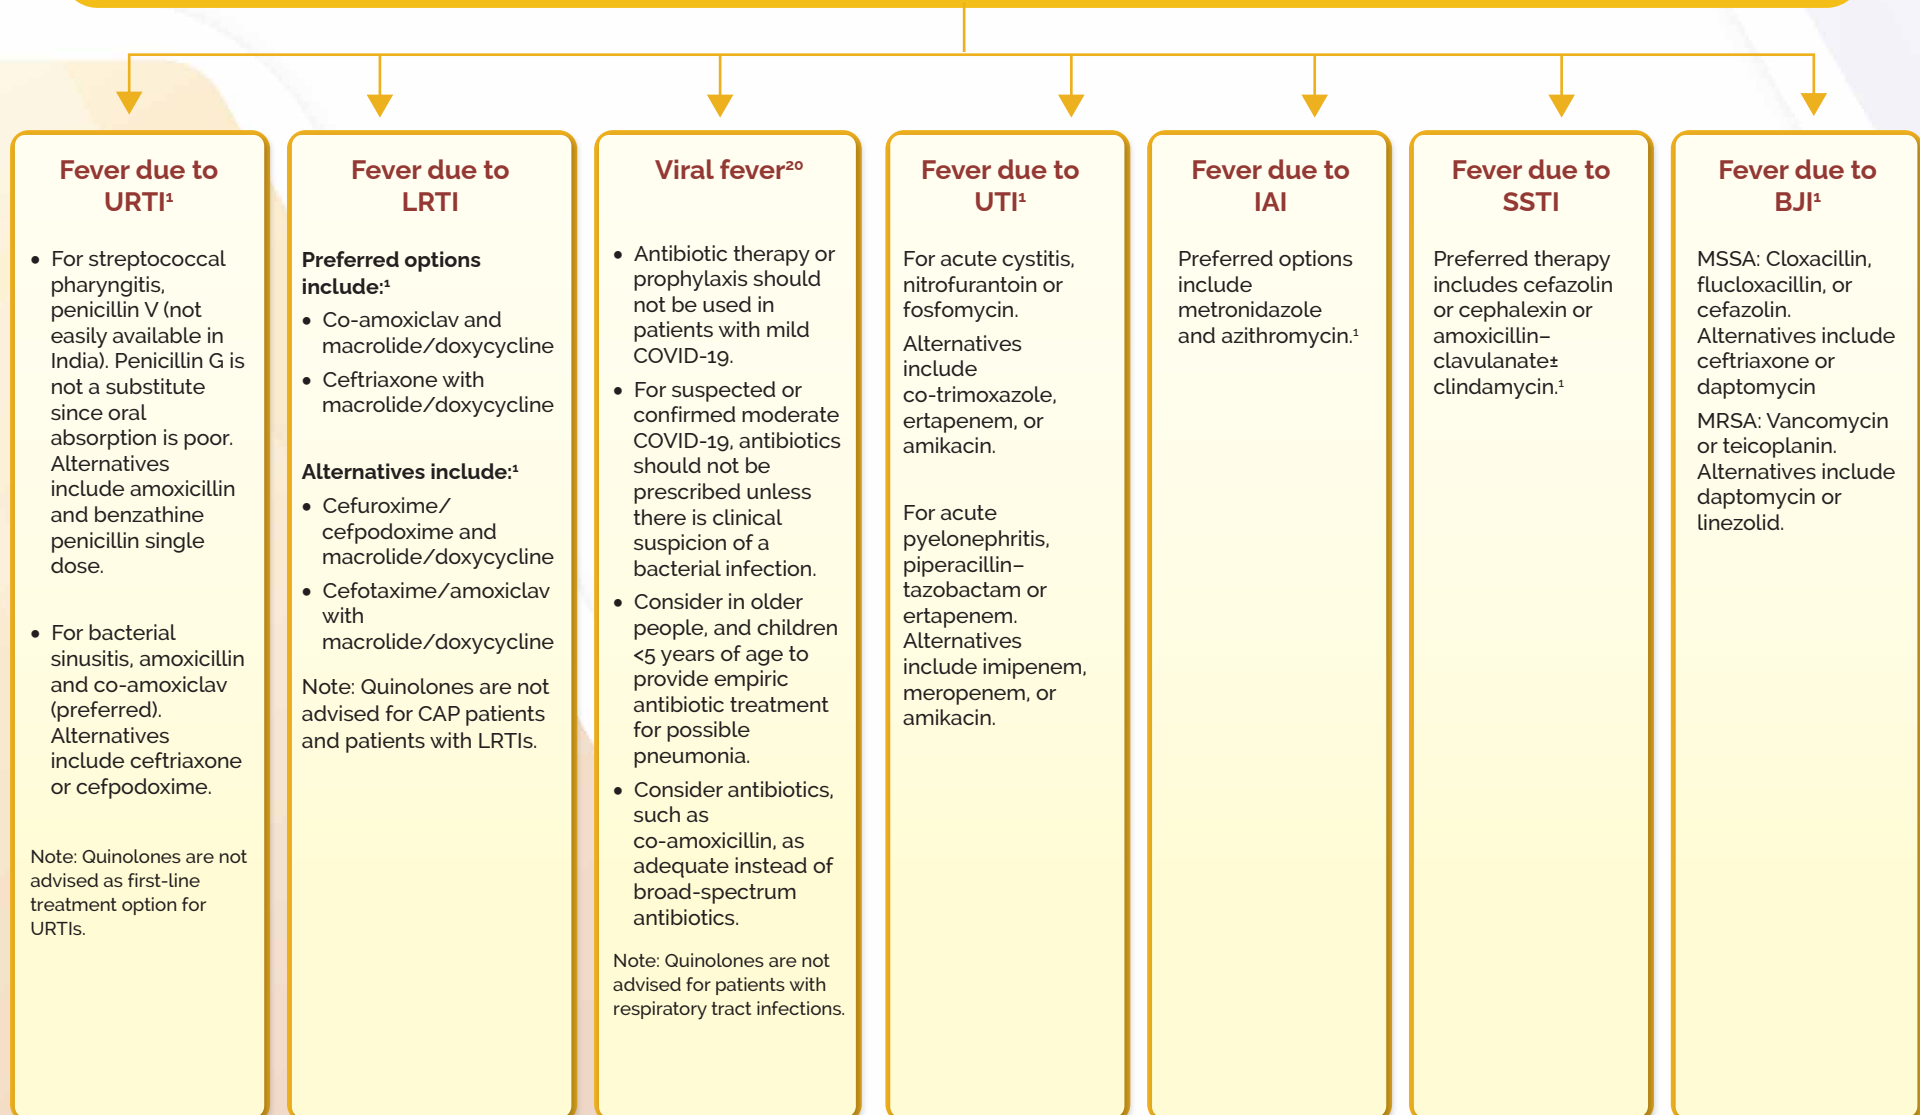 Fever due to
URTI¹
• For streptococcal
pharyngitis,
penicillin V (not
easily available in
India). Penicillin G is
not a substitute
since oral
absorption is poor.
Alternatives
include amoxicillin
and benzathine
penicillin single
dose.
• For bacterial
sinusitis, amoxicillin
and co-amoxiclav
(preferred).
Alternatives
include ceftriaxone
or cefpodoxime.
Note: Quinolones are not
advised as first-line
treatment option for
URTIs.
Fever due to
LRTI
Preferred options
include:¹
• Co-amoxiclav and
macrolide/doxycycline
• Ceftriaxone with
macrolide/doxycycline
Alternatives include:¹
• Cefuroxime/
cefpodoxime and
macrolide/doxycycline
• Cefotaxime/amoxiclav
with
macrolide/doxycycline
Note: Quinolones are not
advised for CAP patients
and patients with LRTIs.
Viral fever²⁰
• Antibiotic therapy or
prophylaxis should
not be used in
patients with mild
COVID-19.
• For suspected or
confirmed moderate
COVID-19, antibiotics
should not be
prescribed unless
there is clinical
suspicion of a
bacterial infection.
• Consider in older
people, and children
<5 years of age to
provide empiric
antibiotic treatment
for possible
pneumonia.
• Consider antibiotics,
such as
co-amoxicillin, as
adequate instead of
broad-spectrum
antibiotics.
Note: Quinolones are not
advised for patients with
respiratory tract infections.
Fever due to
UTI¹
For acute cystitis,
nitrofurantoin or
fosfomycin.
Alternatives
include
co-trimoxazole,
ertapenem, or
amikacin.
For acute
pyelonephritis,
piperacillin–
tazobactam or
ertapenem.
Alternatives
include imipenem,
meropenem, or
amikacin.
Fever due to
IAI
Preferred options
include
metronidazole
and azithromycin.¹
Fever due to
SSTI
Preferred therapy
includes cefazolin
or cephalexin or
amoxicillin–
clavulanate±
clindamycin.¹
Fever due to
BJI¹
MSSA: Cloxacillin,
flucloxacillin, or
cefazolin.
Alternatives include
ceftriaxone or
daptomycin
MRSA: Vancomycin
or teicoplanin.
Alternatives include
daptomycin or
linezolid.